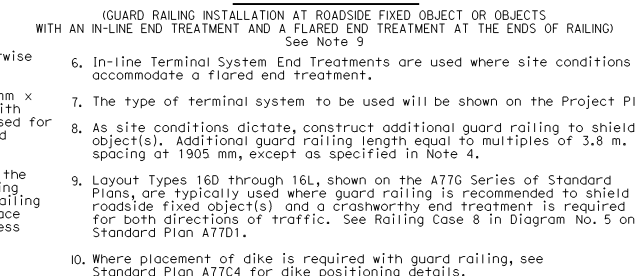 (GUARD RAILING INSTALLATION AT ROADSIDE FIXED OBJECT OR OBJECTS
WITH AN IN-LINE END TREATMENT AND A FLARED END TREATMENT AT THE ENDS OF RAILING)
See Note 9
6. In-line Terminal System End Treatments are used where site conditions
accommodate a flared end treatment.
7. The type of terminal system to be used will be shown on the Project Pl
8. As site conditions dictate, construct additional guard railing to shield
object(s). Additional guard railing length equal to multiples of 3.8 m.
spacing at 1905 mm, except as specified in Note 4.
9. Layout Types 16D through 16L, shown on the A77G Series of Standard
Plans, are typically used where guard railing is recommended to shield
roadside fixed object(s) and a crashworthy end treatment is required
for both directions of traffic. See Railing Case 8 in Diagram No. 5 on
Standard Plan A77D1.
10. Where placement of dike is required with guard railing, see
Standard Plan A77C4 for dike positioning details.
rwise
mm x
ith
sed for
d
the
ing
ailing
ace
ess